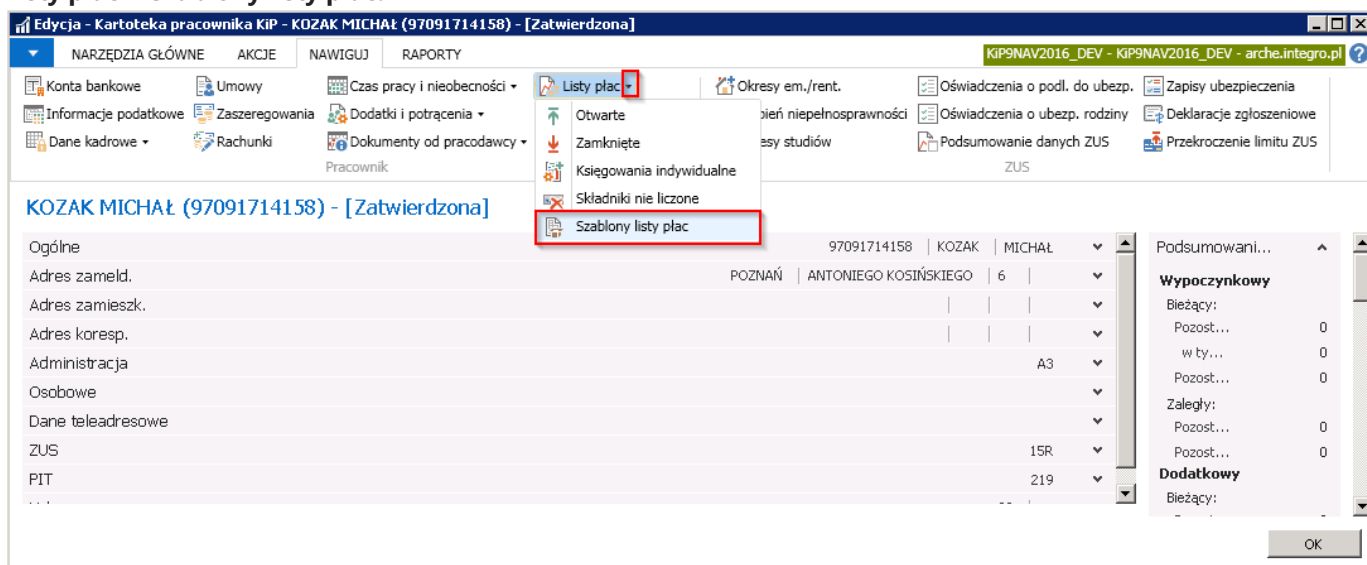 Edycja - Kartoteka pracownika KiP - KOZAK MICHAŁ (97091714158) - [Zatwierdzona]
NARZĘDZIA GŁÓWNE AKCJE NAWIGUJ RAPORTY KiP9NAV2016_DEV - KiP9NAV2016_DEV - arche.integro.pl ?
Konta bankowe Umowy Czas pracy i nieobecności Listy płac Okresy em./rent. Oświadczenia o podl. do ubezp. Zapisy ubezpieczenia
Informacje podatkowe Zaszeregowania Dodatki i potrącenia Otwarte pień niepełnosprawności Oświadczenia o ubezp. rodziny Deklaracje zgłoszeniowe
Dane kadrowe Rachunki Dokumenty od pracodawcy Zamknięte esy studiów Podsumowanie danych ZUS Przekroczenie limitu ZUS
Pracownik Księgowania indywidualne ZUS
Składniki nie liczone
Szablony listy płac
KOZAK MICHAŁ (97091714158) - [Zatwierdzona]
Ogólne 97091714158 KOZAK MICHAŁ Podsumowani...
Adres zameld. POZNAŃ ANTONIEGO KOSIŃSKIEGO 6 Wypoczynkowy
Adres zamieszk. Bieżący:
Adres koresp. Pozost... 0
Administracja A3 w ty... 0
Osobowe Pozost... 0
Dane teleadresowe Zaległy:
Pozost... 0
ZUS 15R Pozost... 0
PIT 219 Dodatkowy
Bieżący:
OK